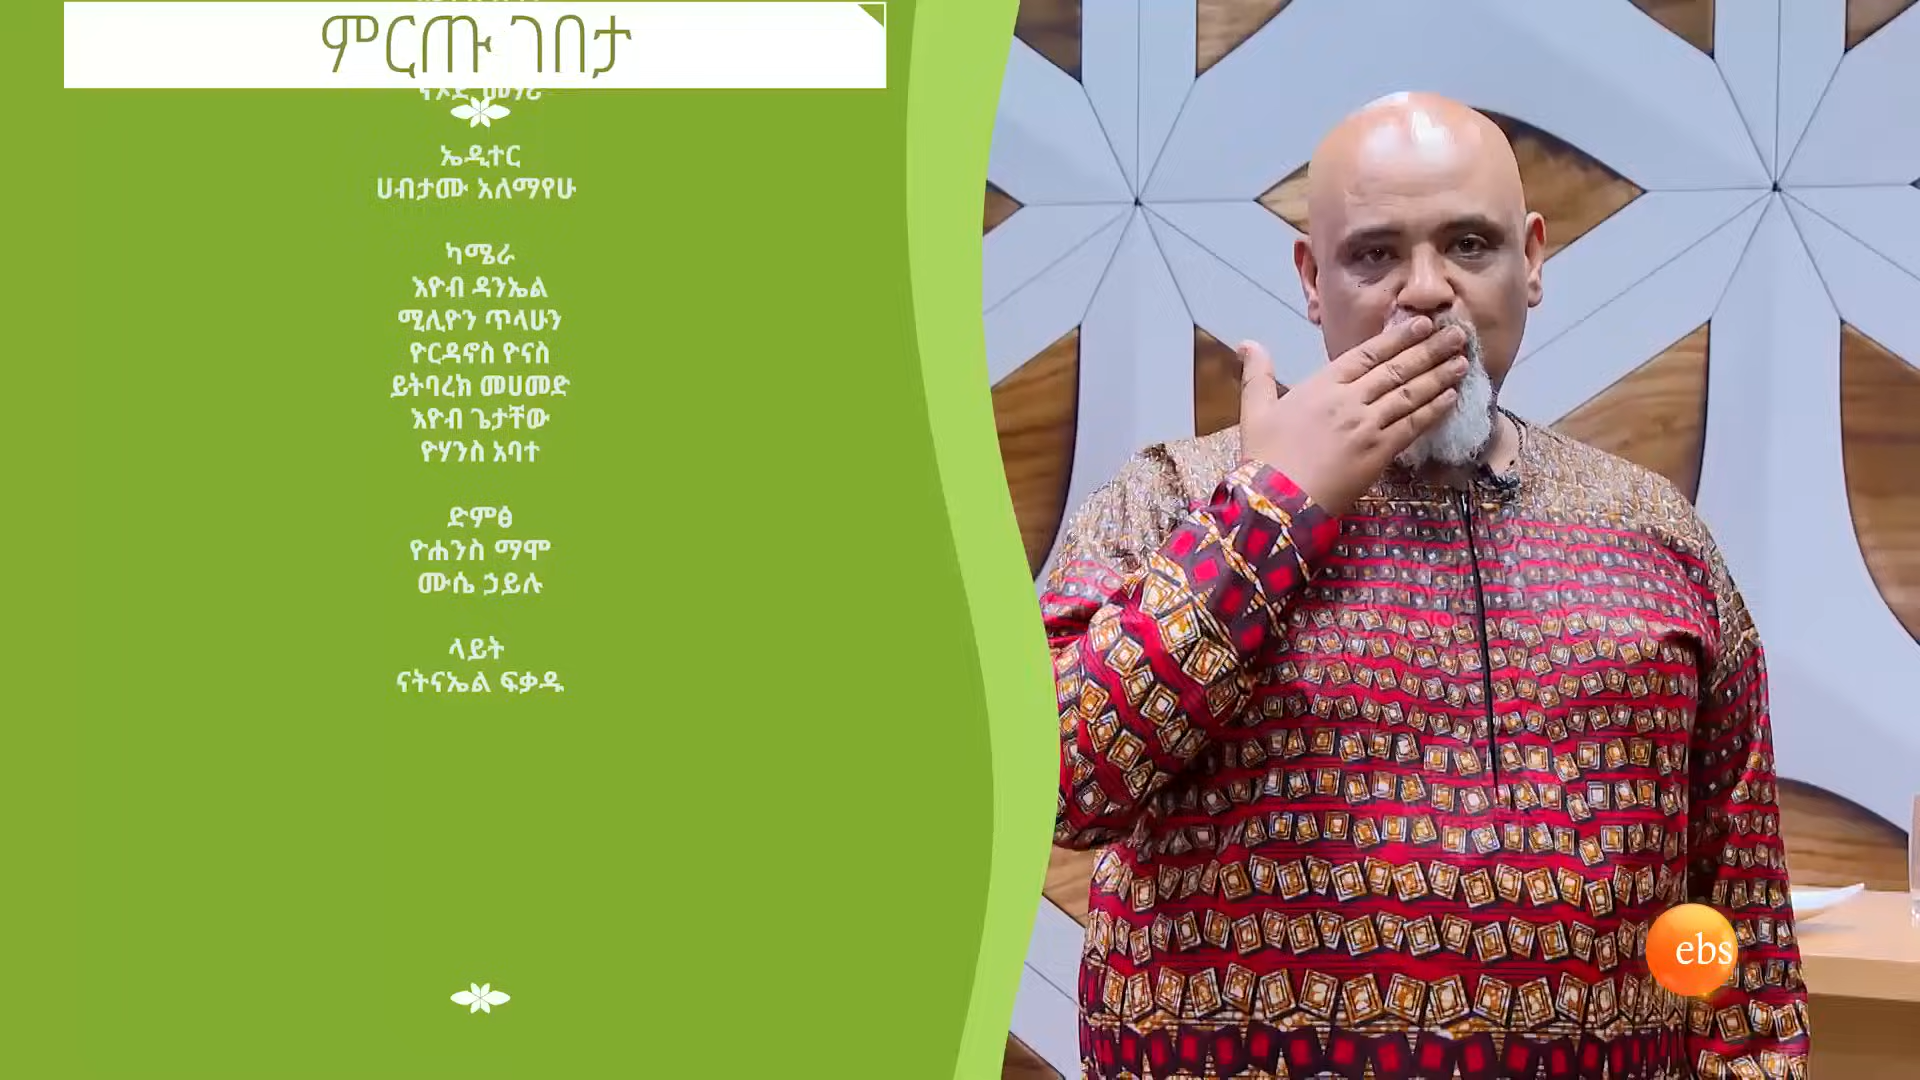 ምርጡ ገበታ
ኤዲተር
ሀብታሙ አለማየሁ
ካሜራ
እዮብ ዳንኤል
ሚሊዮን ጥላሁን
ዮርዳኖስ ዮናስ
ይትባረክ መሀመድ
እዮብ ጌታቸው
ዮሃንስ አባተ
ድምፅ
ዮሐንስ ማሞ
ሙሴ ኃይሉ
ላይት
ናትናኤል ፍቃዱ
ebs